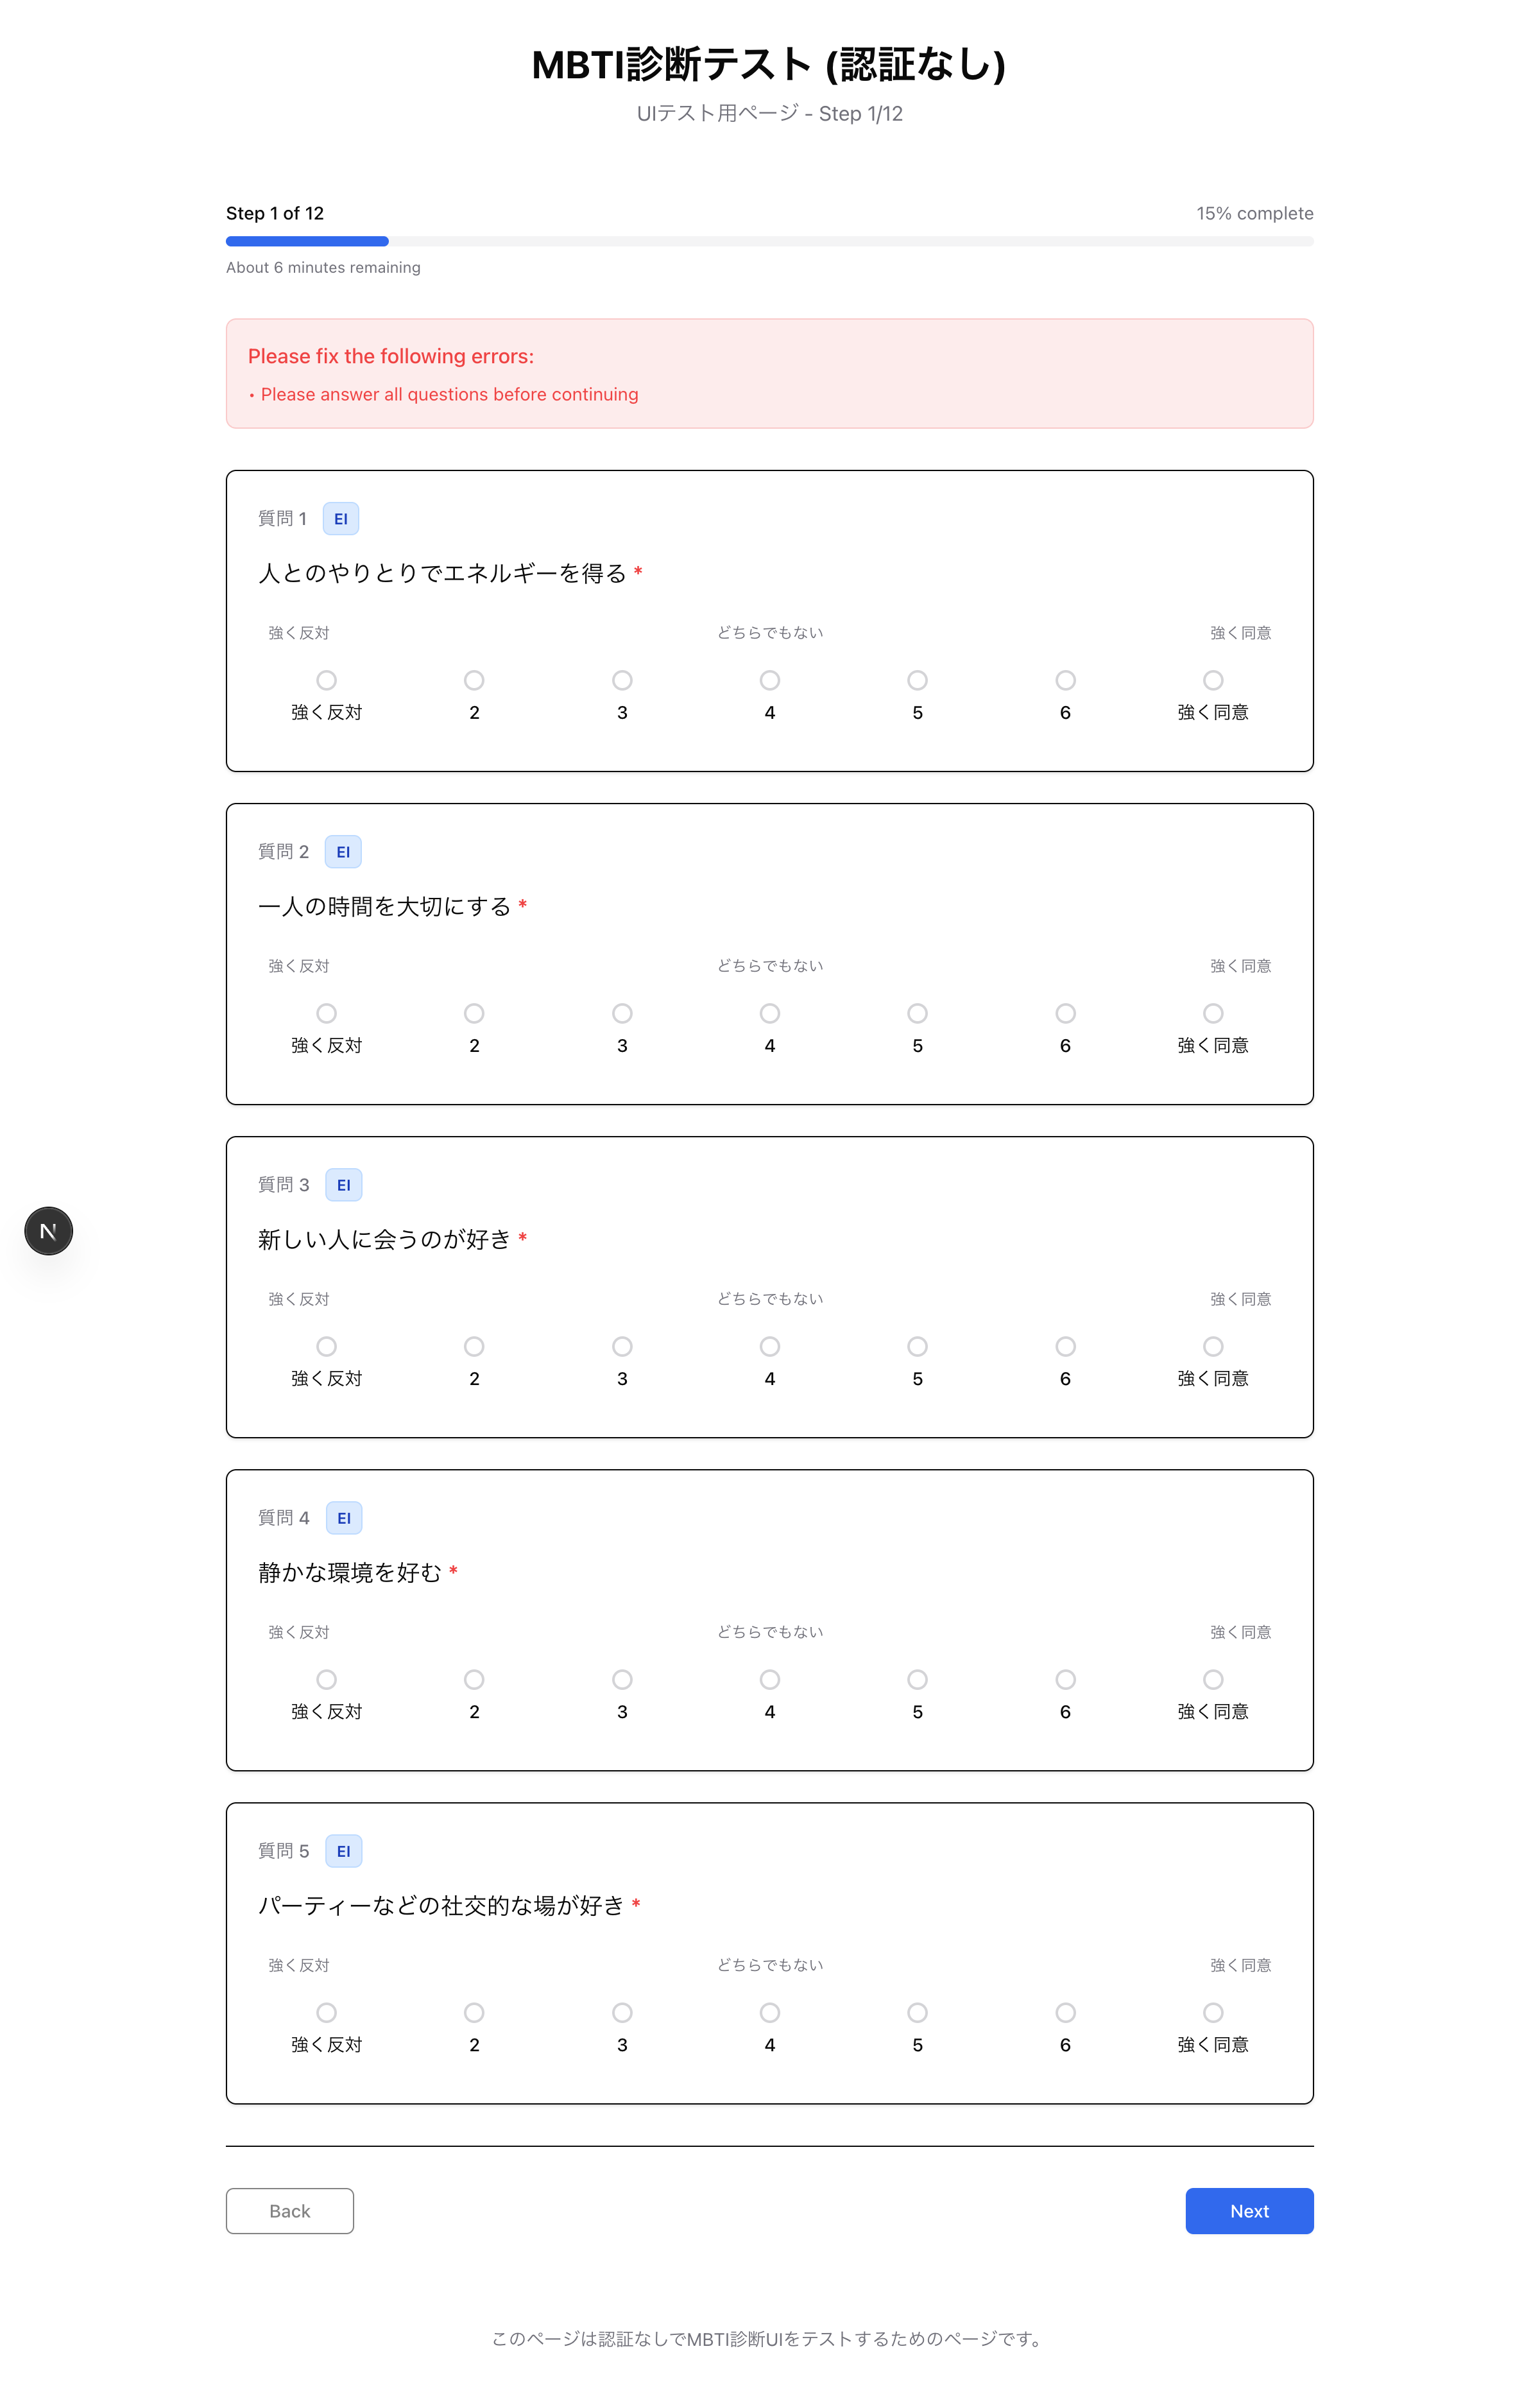 MBTI診断テスト (認証なし)
UIテスト用ページ - Step 1/12
Step 1 of 12
15% complete
About 6 minutes remaining
Please fix the following errors:
• Please answer all questions before continuing
質問 1 EI
人とのやりとりでエネルギーを得る *
強く反対 どちらでもない 強く同意
強く反対 2 3 4 5 6 強く同意
質問 2 EI
一人の時間を大切にする *
強く反対 どちらでもない 強く同意
強く反対 2 3 4 5 6 強く同意
質問 3 EI
新しい人に会うのが好き *
強く反対 どちらでもない 強く同意
強く反対 2 3 4 5 6 強く同意
質問 4 EI
静かな環境を好む *
強く反対 どちらでもない 強く同意
強く反対 2 3 4 5 6 強く同意
質問 5 EI
パーティーなどの社交的な場が好き *
強く反対 どちらでもない 強く同意
強く反対 2 3 4 5 6 強く同意
Back
Next
このページは認証なしでMBTI診断UIをテストするためのページです。
N